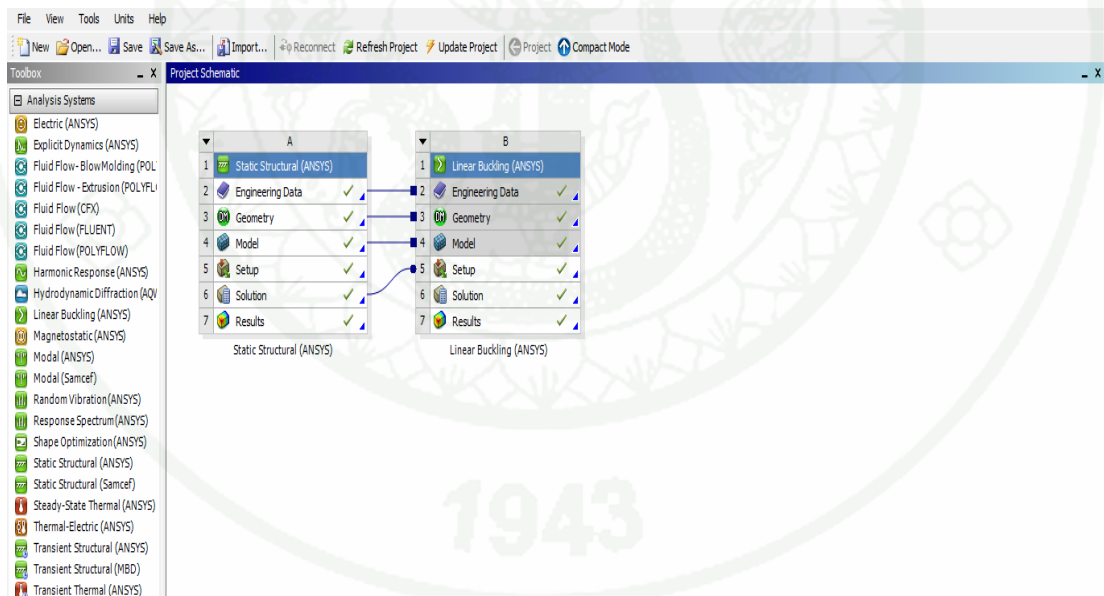 File View Tools Units Help
New Open... Save Save As... Import... Reconnect Refresh Project Update Project Project Compact Mode
Toolbox
Project Schematic
Analysis Systems
Electric (ANSYS)
Explicit Dynamics (ANSYS)
Fluid Flow- BlowMolding (POL
Fluid Flow - Extrusion (POLYFL
Fluid Flow (CFX)
Fluid Flow (FLUENT)
Fluid Flow (POLYFLOW)
Harmonic Response (ANSYS)
Hydrodynamic Diffraction (AQW
Linear Buckling (ANSYS)
Magnetostatic (ANSYS)
Modal (ANSYS)
Modal (Samcef)
Random Vibration (ANSYS)
Response Spectrum (ANSYS)
Shape Optimization (ANSYS)
Static Structural (ANSYS)
Static Structural (Samcef)
Steady-State Thermal (ANSYS)
Thermal-Electric (ANSYS)
Transient Structural (ANSYS)
Transient Structural (MBD)
Transient Thermal (ANSYS)
A
1 Static Structural (ANSYS)
2 Engineering Data
3 Geometry
4 Model
5 Setup
6 Solution
7 Results
Static Structural (ANSYS)
B
1 Linear Buckling (ANSYS)
2 Engineering Data
3 Geometry
4 Model
5 Setup
6 Solution
7 Results
Linear Buckling (ANSYS)
1943